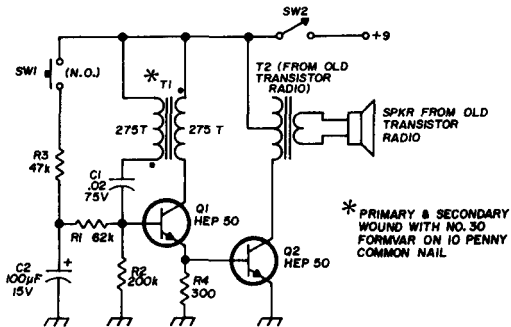 SW2
+9
SW1
(N.O.)
* T1
275T
275 T
T2 (FROM OLD
TRANSISTOR
RADIO)
SPKR FROM OLD
TRANSISTOR
RADIO
R3
47k
C1
.02
75V
Q1
HEP 50
R1 62k
C2
100µF
15V
+
R2
200k
R4
300
Q2
HEP 50
* PRIMARY & SECONDARY
WOUND WITH NO. 30
FORMVAR ON 10 PENNY
COMMON NAIL